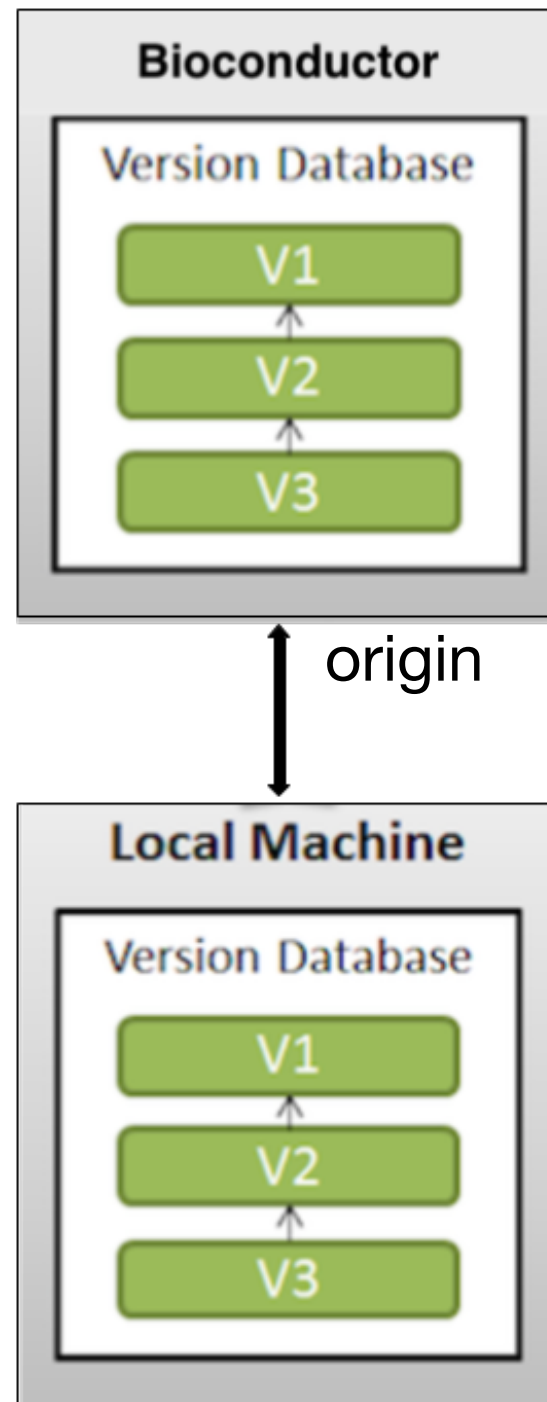 Bioconductor
Version Database
V1
V2
V3
origin
Local Machine
Version Database
V1
V2
V3